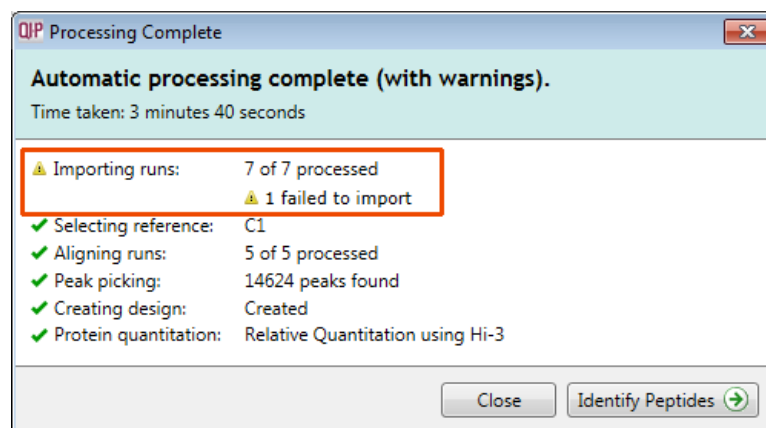 QIP Processing Complete
Automatic processing complete (with warnings).
Time taken: 3 minutes 40 seconds
Importing runs: 7 of 7 processed
1 failed to import
Selecting reference: C1
Aligning runs: 5 of 5 processed
Peak picking: 14624 peaks found
Creating design: Created
Protein quantitation: Relative Quantitation using Hi-3
Close Identify Peptides